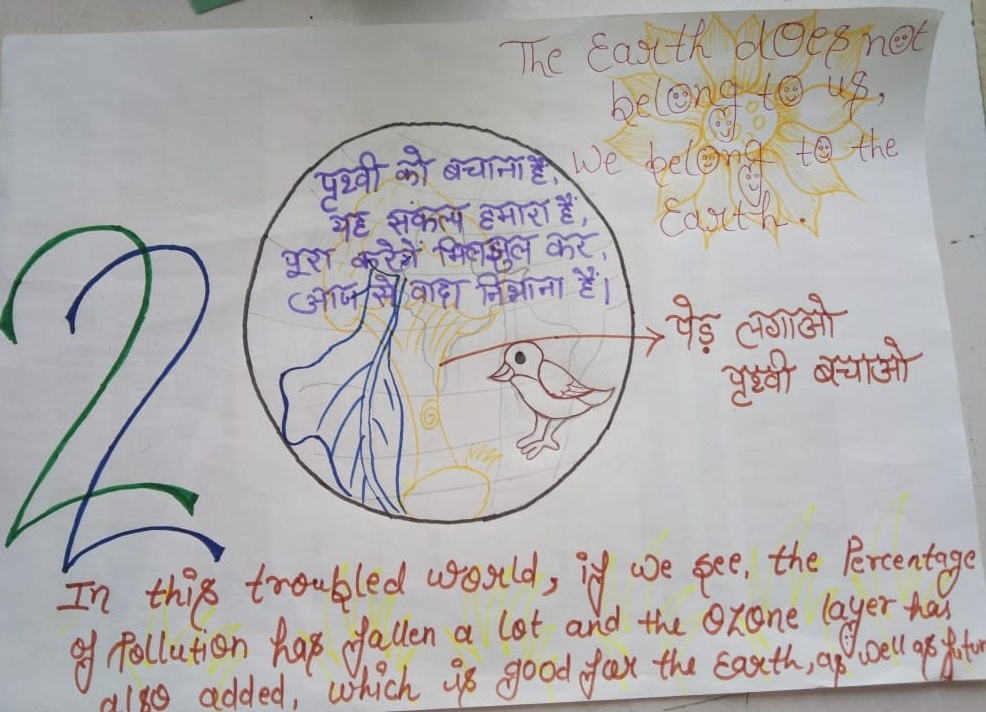 The Earth does not
belong to us,
We belong to the
Earth.
पृथ्वी को बचाना है,
यह संकल्प हमारा है,
पूरा करेगें मिलजुल कर,
आज से वादा निभाना है।
पेड़ लगाओ
पृथ्वी बचाओ
22
In this troubled world, if we see, the Percentage
of Pollution has fallen a lot and the Ozone layer has
also added, which is good for the Earth, as well as futur